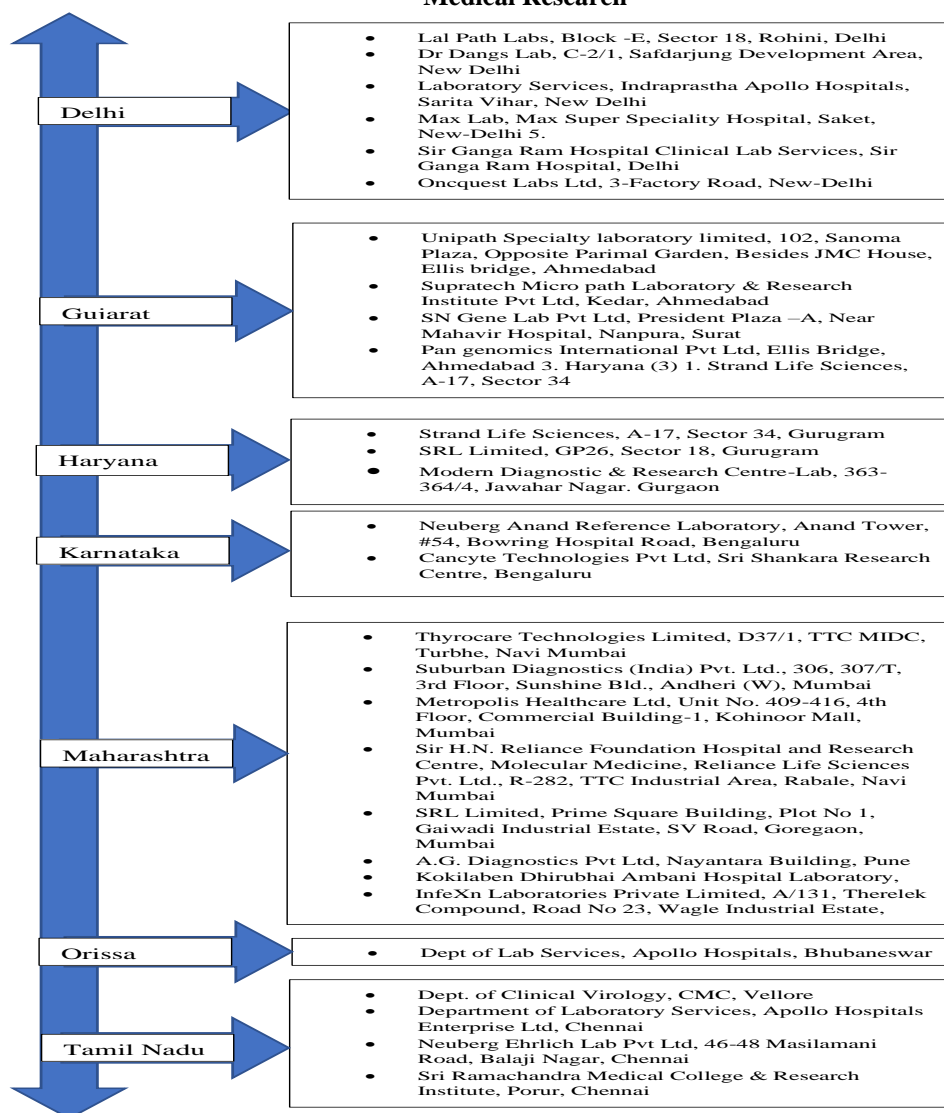 Medical Research
Delhi
• Lal Path Labs, Block -E, Sector 18, Rohini, Delhi
• Dr Dangs Lab, C-2/1, Safdarjung Development Area,
New Delhi
• Laboratory Services, Indraprastha Apollo Hospitals,
Sarita Vihar, New Delhi
• Max Lab, Max Super Speciality Hospital, Saket,
New-Delhi 5.
• Sir Ganga Ram Hospital Clinical Lab Services, Sir
Ganga Ram Hospital, Delhi
• Oncquest Labs Ltd, 3-Factory Road, New-Delhi
Gujarat
• Unipath Specialty laboratory limited, 102, Sanoma
Plaza, Opposite Parimal Garden, Besides JMC House,
Ellis bridge, Ahmedabad
• Supratech Micro path Laboratory & Research
Institute Pvt Ltd, Kedar, Ahmedabad
• SN Gene Lab Pvt Ltd, President Plaza –A, Near
Mahavir Hospital, Nanpura, Surat
• Pan genomics International Pvt Ltd, Ellis Bridge,
Ahmedabad 3. Haryana (3) 1. Strand Life Sciences,
A-17, Sector 34
Haryana
• Strand Life Sciences, A-17, Sector 34, Gurugram
• SRL Limited, GP26, Sector 18, Gurugram
• Modern Diagnostic & Research Centre-Lab, 363-
364/4, Jawahar Nagar. Gurgaon
Karnataka
• Neuberg Anand Reference Laboratory, Anand Tower,
#54, Bowring Hospital Road, Bengaluru
• Cancyte Technologies Pvt Ltd, Sri Shankara Research
Centre, Bengaluru
Maharashtra
• Thyrocare Technologies Limited, D37/1, TTC MIDC,
Turbhe, Navi Mumbai
• Suburban Diagnostics (India) Pvt. Ltd., 306, 307/T,
3rd Floor, Sunshine Bld., Andheri (W), Mumbai
• Metropolis Healthcare Ltd, Unit No. 409-416, 4th
Floor, Commercial Building-1, Kohinoor Mall,
Mumbai
• Sir H.N. Reliance Foundation Hospital and Research
Centre, Molecular Medicine, Reliance Life Sciences
Pvt. Ltd., R-282, TTC Industrial Area, Rabale, Navi
Mumbai
• SRL Limited, Prime Square Building, Plot No 1,
Gaiwadi Industrial Estate, SV Road, Goregaon,
Mumbai
• A.G. Diagnostics Pvt Ltd, Nayantara Building, Pune
• Kokilaben Dhirubhai Ambani Hospital Laboratory,
• InfeXn Laboratories Private Limited, A/131, Therelek
Compound, Road No 23, Wagle Industrial Estate,
Orissa
• Dept of Lab Services, Apollo Hospitals, Bhubaneswar
Tamil Nadu
• Dept. of Clinical Virology, CMC, Vellore
• Department of Laboratory Services, Apollo Hospitals
Enterprise Ltd, Chennai
• Neuberg Ehrlich Lab Pvt Ltd, 46-48 Masilamani
Road, Balaji Nagar, Chennai
• Sri Ramachandra Medical College & Research
Institute, Porur, Chennai